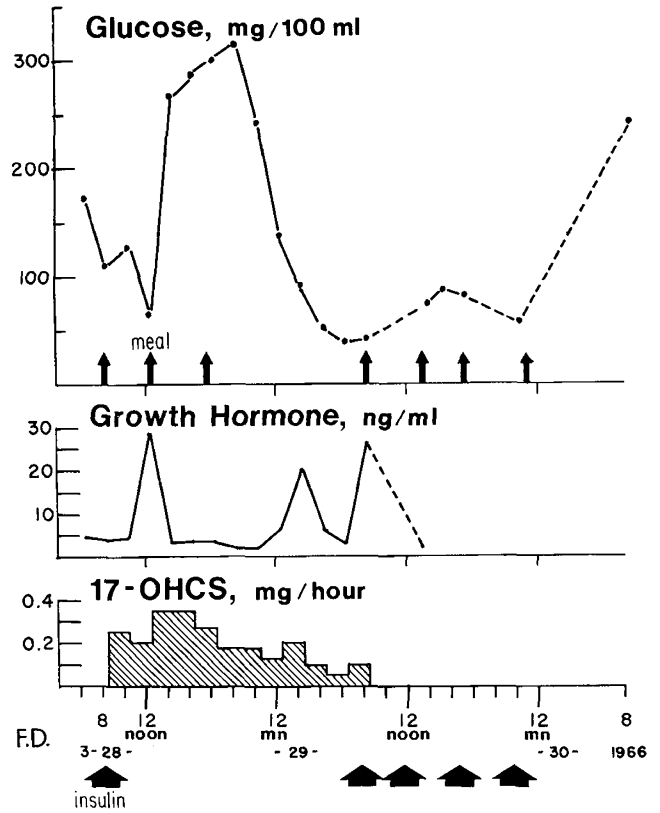 Glucose, mg/100 ml
300
200
100
meal
Growth Hormone, ng/ml
30
20
10
17-OHCS, mg/hour
0.4
0.2
8 12 12 12 12 8
noon mn noon mn
F.D. 3-28- -29- -30- 1966
insulin